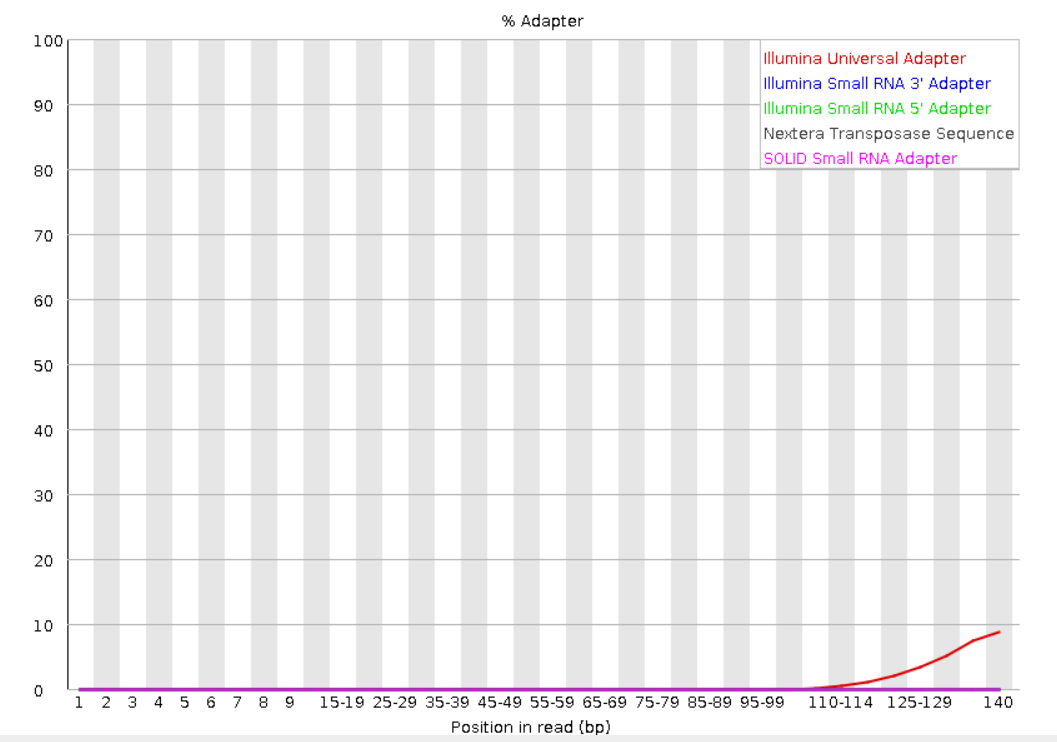 % Adapter
100
90
80
70
60
50
40
30
20
10
0
Illumina Universal Adapter
Illumina Small RNA 3' Adapter
Illumina Small RNA 5' Adapter
Nextera Transposase Sequence
SOLID Small RNA Adapter
1 2 3 4 5 6 7 8 9 15-19 25-29 35-39 45-49 55-59 65-69 75-79 85-89 95-99 110-114 125-129 140
Position in read (bp)